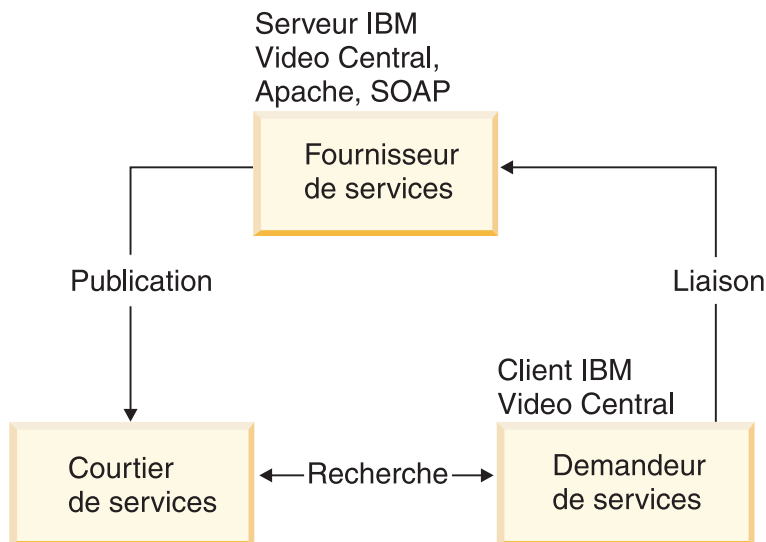 Serveur IBM
Video Central,
Apache, SOAP
Fournisseur
de services
Publication
Liaison
Client IBM
Video Central
Courtier
de services
Recherche
Demandeur
de services